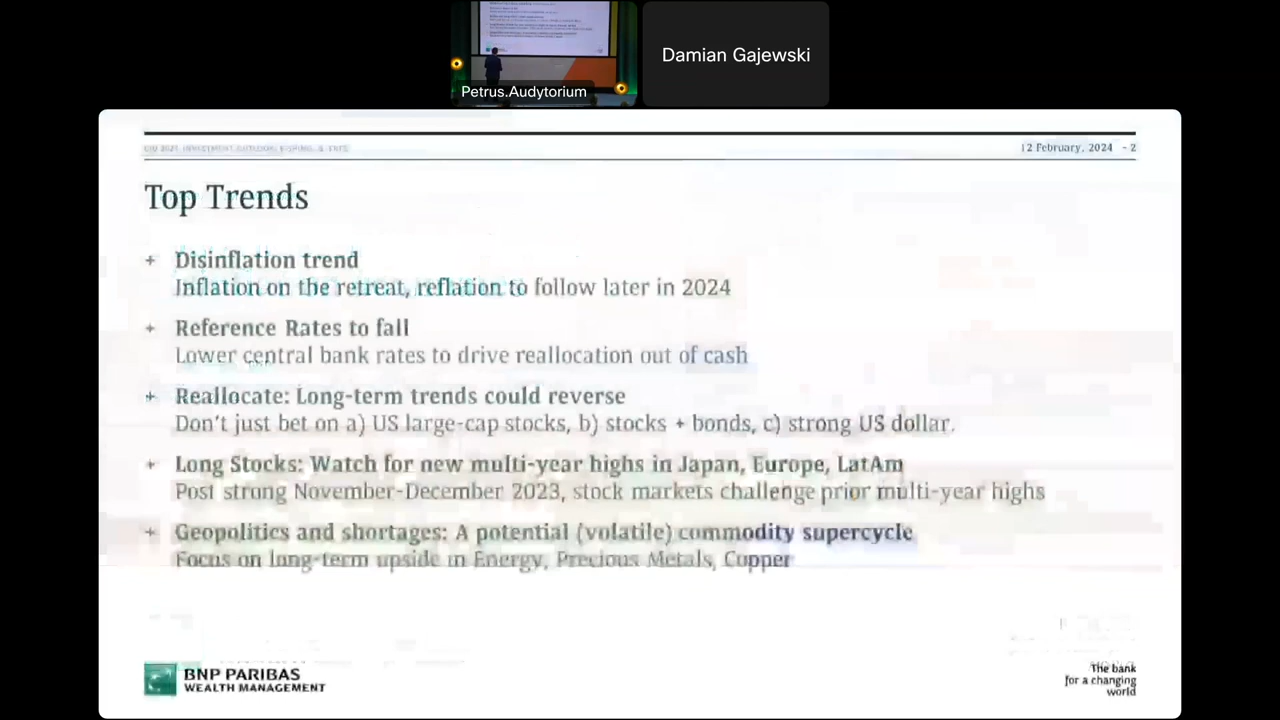 Petrus.Audytorium
Damian Gajewski
12 February, 2024 - 2
Top Trends
+ Disinflation trend
Inflation on the retreat, reflation to follow later in 2024
+ Reference Rates to fall
Lower central bank rates to drive reallocation out of cash
+ Reallocate: Long-term trends could reverse
Don't just bet on a) US large-cap stocks, b) stocks + bonds, c) strong US dollar.
+ Long Stocks: Watch for new multi-year highs in Japan, Europe, LatAm
Post strong November-December 2023, stock markets challenge prior multi-year highs
+ Geopolitics and shortages: A potential (volatile) commodity supercycle
Focus on long-term upside in Energy, Precious Metals, Copper
BNP PARIBAS
WEALTH MANAGEMENT
The bank
for a changing
world